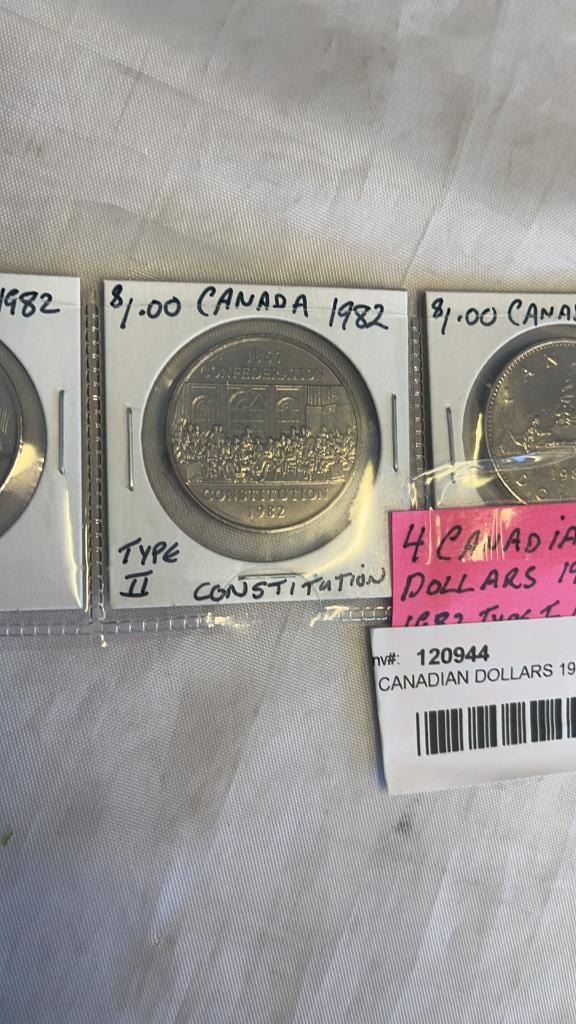 1982
$1.00 CANADA 1982
1867
CONFEDERATION
CONSTITUTION
1982
TYPE
II
CONSTITUTION
$1.00 CANA
4 CANADIA
DOLLARS 19
nv#: 120944
CANADIAN DOLLARS 19